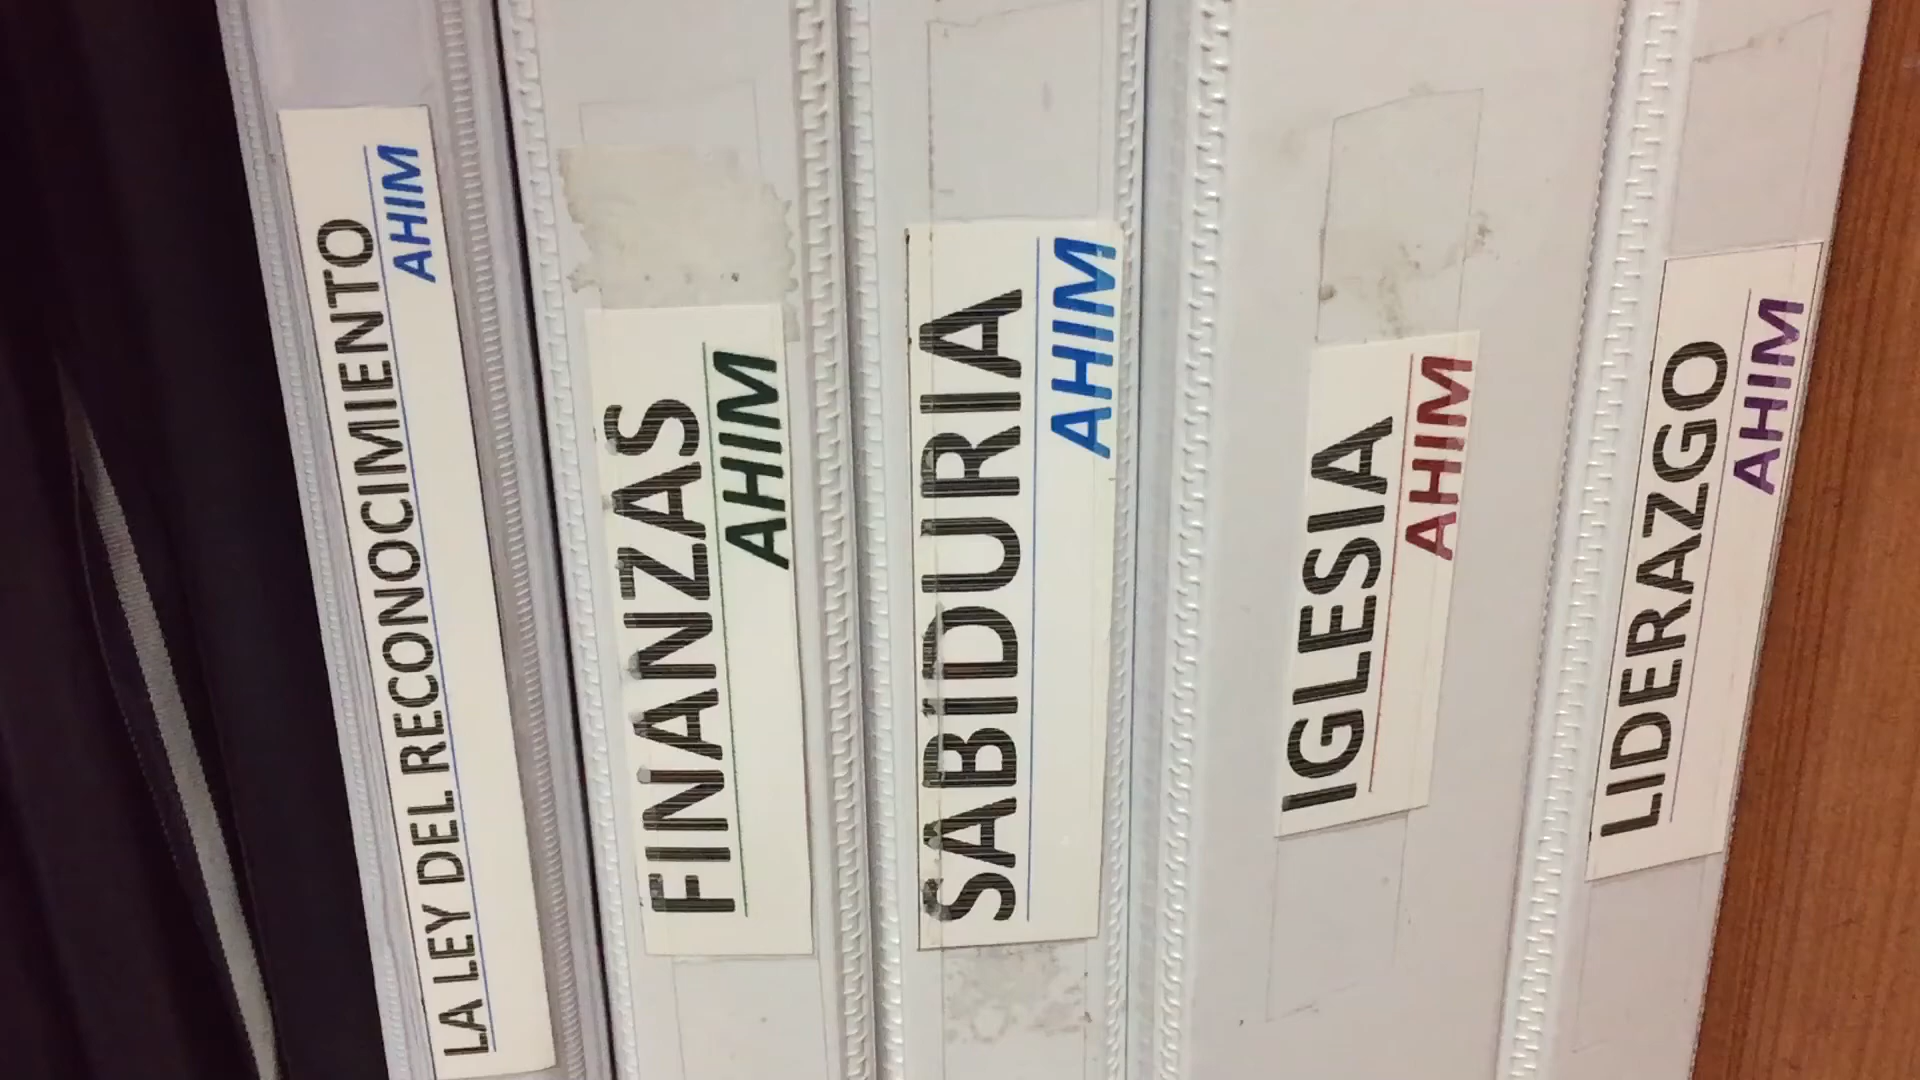 LA LEY DEL RECONOCIMIENTO
AHIM
FINANZAS
AHIM
SABIDURIA
AHIM
IGLESIA
AHIM
LIDERAZGO
AHIM